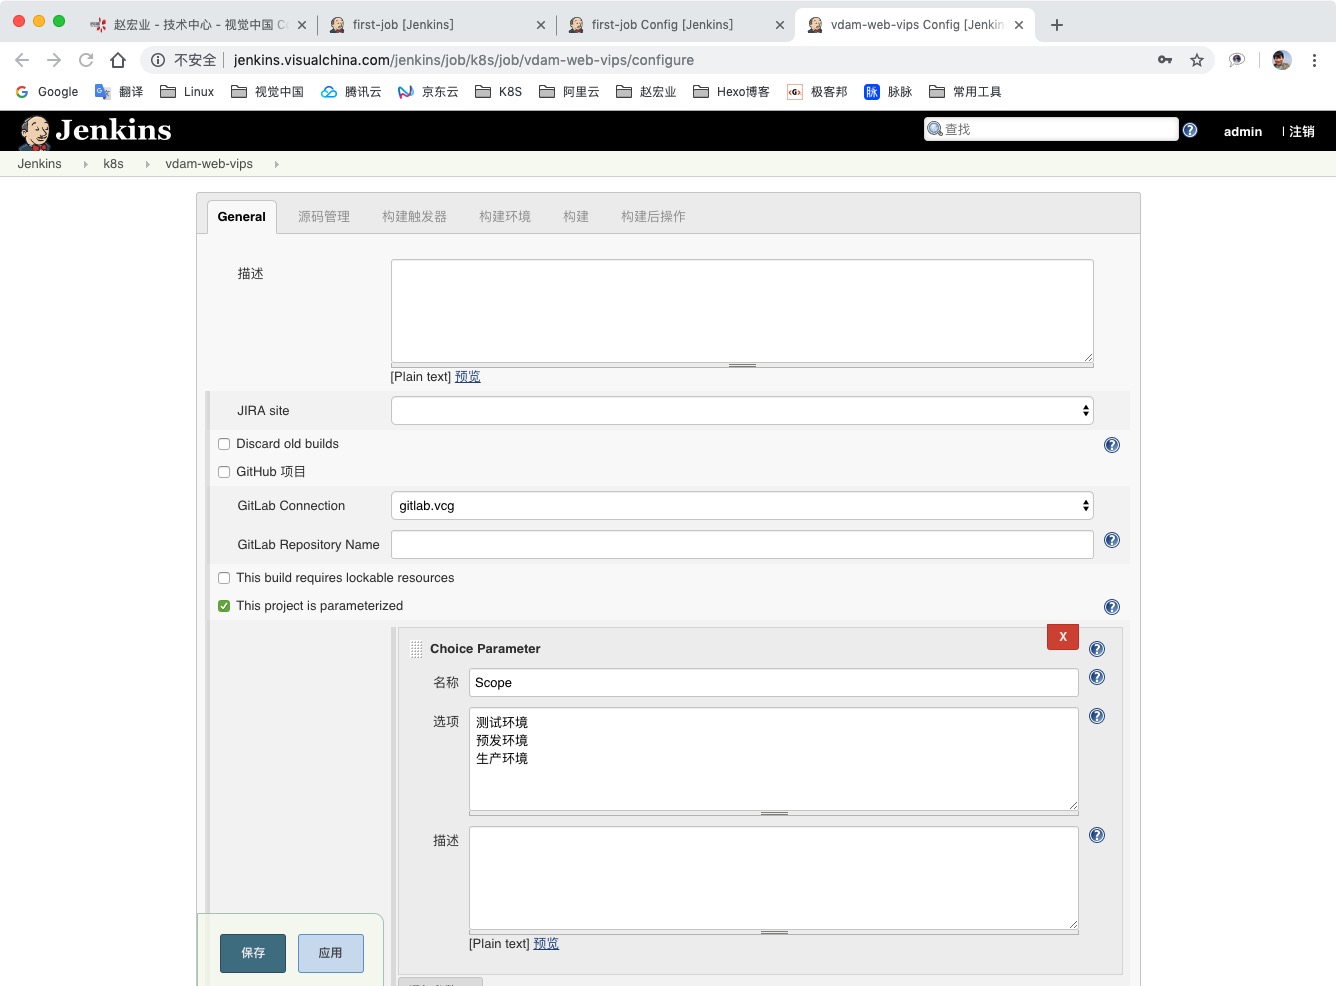 赵宏业 - 技术中心 - 视觉中国 C
first-job [Jenkins]
first-job Config [Jenkins]
vdam-web-vips Config [Jenkin
不安全 jenkins.visualchina.com/jenkins/job/k8s/job/vdam-web-vips/configure
Google 翻译 Linux 视觉中国 腾讯云 京东云 K8S 阿里云 赵宏业 Hexo博客 极客邦 脉脉 常用工具
Jenkins 查找 admin | 注销
Jenkins k8s vdam-web-vips
General 源码管理 构建触发器 构建环境 构建 构建后操作
描述
[Plain text] 预览
JIRA site
Discard old builds
GitHub 项目
GitLab Connection gitlab.vcg
GitLab Repository Name
This build requires lockable resources
This project is parameterized
X
Choice Parameter
名称 Scope
选项 测试环境
预发环境
生产环境
描述
[Plain text] 预览
保存 应用